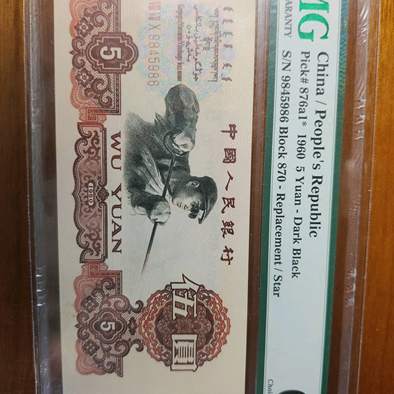 MG
ARANTY
China / People's Republic
Pick# 876a1* 1960 5 Yuan - Dark Black
S/N 9845986 Block 870 - Replacement / Star
Choi
9845986
中國人民銀行
伍圓
5
WU YUAN
5